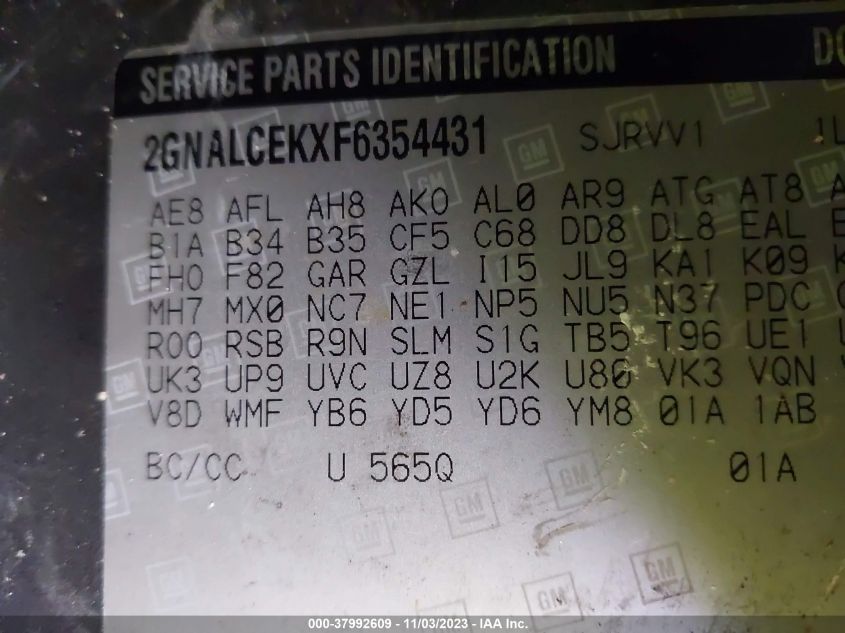 SERVICE PARTS IDENTIFICATION
2GNALCEKXF6354431 SJRVV1
AE8 AFL AH8 AK0 AL0 AR9 ATG AT8
B1A B34 B35 CF5 C68 DD8 DL8 EAL
FH0 F82 GAR GZL I15 JL9 KA1 K09
MH7 MX0 NC7 NE1 NP5 NU5 N37 PDC
R00 RSB R9N SLM S1G TB5 T96 UE1
UK3 UP9 UVC UZ8 U2K U80 VK3 VQN
V8D WMF YB6 YD5 YD6 YM8 01A 1AB
BC/CC U 565Q 01A
GM GM GM
000-37992609 - 11/03/2023 - IAA Inc.